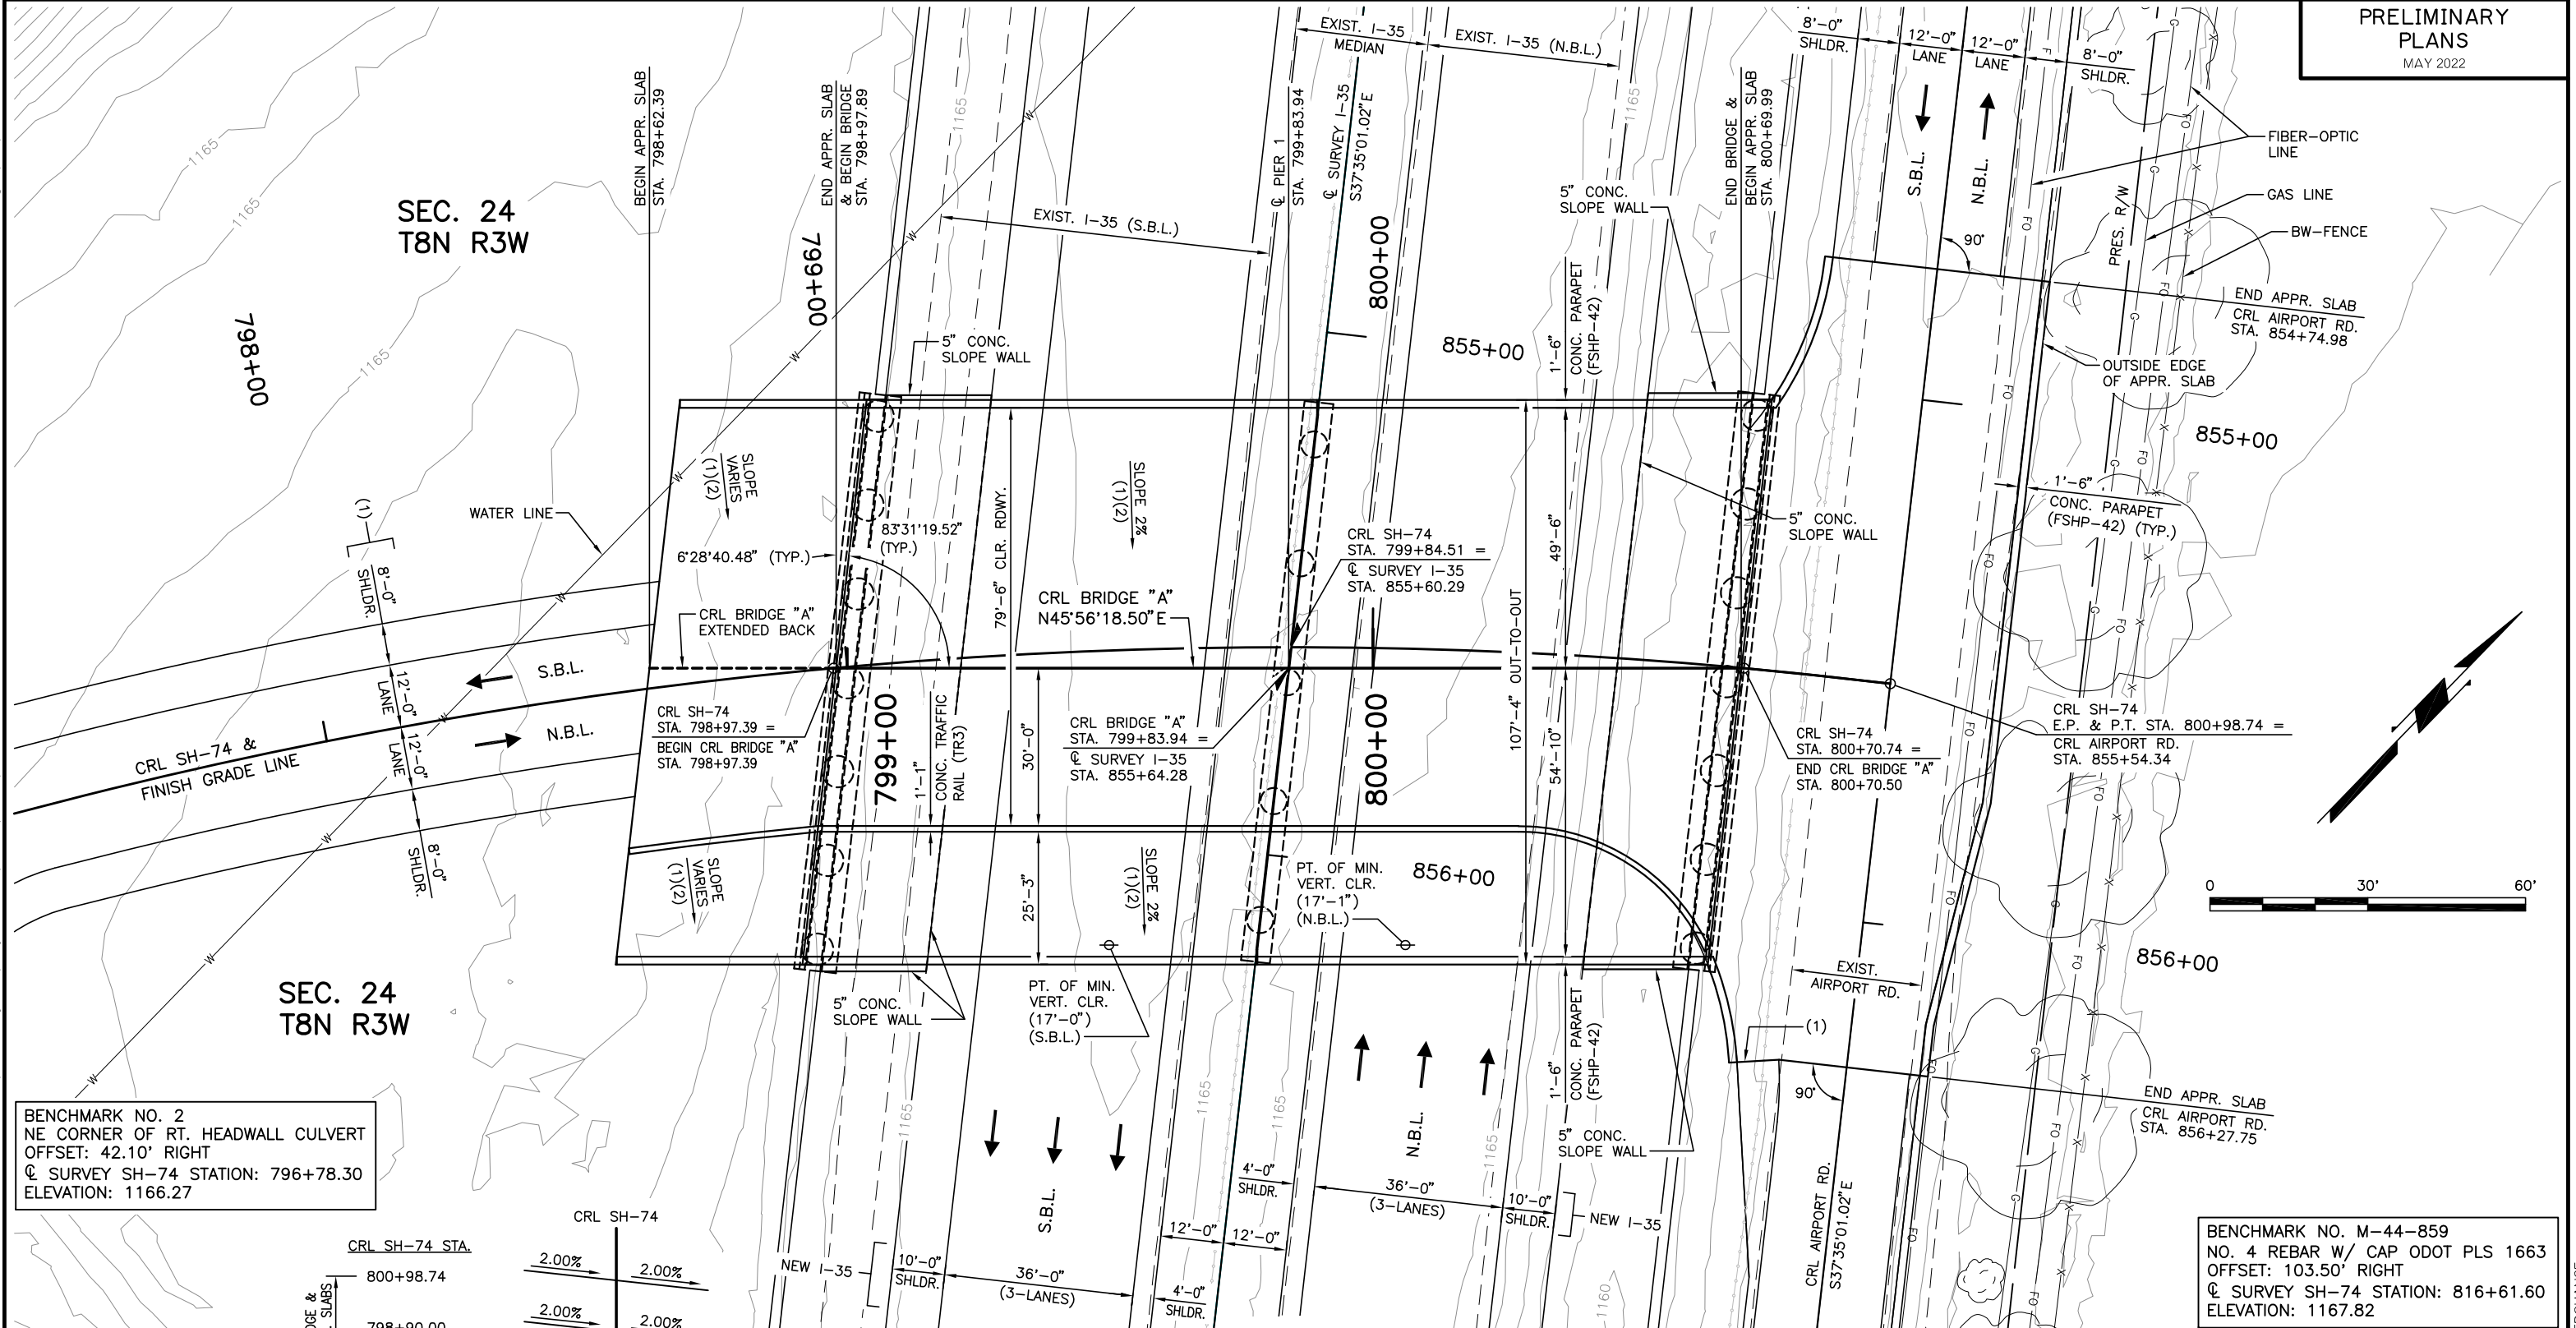 PRELIMINARY
PLANS
MAY 2022
EXIST. I-35
MEDIAN
EXIST. I-35 (N.B.L.)
8'-0"
SHLDR.
12'-0"
LANE
12'-0"
LANE
8'-0"
SHLDR.
BEGIN APPR. SLAB
STA. 798+62.39
END APPR. SLAB
& BEGIN BRIDGE
STA. 798+97.89
℄ PIER 1
STA. 799+83.94
℄ SURVEY I-35
S37°35'01.02"E
END BRIDGE &
BEGIN APPR. SLAB
STA. 800+69.99
1165
1165
1165
1165
1165
S.B.L.
N.B.L.
FIBER-OPTIC
LINE
GAS LINE
BW-FENCE
PRES. R/W
90°
SEC. 24
T8N R3W
EXIST. I-35 (S.B.L.)
5" CONC.
SLOPE WALL
799+00
800+00
798+00
5" CONC.
SLOPE WALL
855+00
1'-6"
CONC. PARAPET
(FSHP-42)
END APPR. SLAB
CRL AIRPORT RD.
STA. 854+74.98
OUTSIDE EDGE
OF APPR. SLAB
855+00
1'-6"
CONC. PARAPET
(FSHP-42) (TYP.)
SLOPE
VARIES
(1)(2)
SLOPE 2%
(1)(2)
WATER LINE
(1)
8'-0"
SHLDR.
83°31'19.52"
(TYP.)
6°28'40.48" (TYP.)
79'-6" CLR. RDWY.
CRL SH-74
STA. 799+84.51 =
℄ SURVEY I-35
STA. 855+60.29
49'-6"
5" CONC.
SLOPE WALL
CRL BRIDGE "A"
EXTENDED BACK
CRL BRIDGE "A"
N45°56'18.50"E
107'-4" OUT-TO-OUT
S.B.L.
12'-0"
LANE
12'-0"
LANE
8'-0"
SHLDR.
N.B.L.
CRL SH-74 &
FINISH GRADE LINE
CRL SH-74
STA. 798+97.39 =
BEGIN CRL BRIDGE "A"
STA. 798+97.39
799+00
1'-1"
CONC. TRAFFIC
RAIL (TR3)
30'-0"
CRL BRIDGE "A"
STA. 799+83.94 =
℄ SURVEY I-35
STA. 855+64.28
800+00
54'-10"
CRL SH-74
STA. 800+70.74 =
END CRL BRIDGE "A"
STA. 800+70.50
CRL SH-74
E.P. & P.T. STA. 800+98.74 =
CRL AIRPORT RD.
STA. 855+54.34
SLOPE
VARIES
(1)(2)
25'-3"
SLOPE 2%
(1)(2)
PT. OF MIN.
VERT. CLR.
(17'-1")
(N.B.L.)
856+00
0 30' 60'
856+00
EXIST.
AIRPORT RD.
5" CONC.
SLOPE WALL
PT. OF MIN.
VERT. CLR.
(17'-0")
(S.B.L.)
1'-6"
CONC. PARAPET
(FSHP-42)
(1)
SEC. 24
T8N R3W
5" CONC.
SLOPE WALL
90°
END APPR. SLAB
CRL AIRPORT RD.
STA. 856+27.75
BENCHMARK NO. 2
NE CORNER OF RT. HEADWALL CULVERT
OFFSET: 42.10' RIGHT
℄ SURVEY SH-74 STATION: 796+78.30
ELEVATION: 1166.27
1165
1165
1165
1165
1160
S.B.L.
N.B.L.
4'-0"
SHLDR.
36'-0"
(3-LANES)
10'-0"
SHLDR.
NEW I-35
12'-0"
12'-0"
CRL AIRPORT RD.
S37°35'01.02"E
NEW I-35
10'-0"
SHLDR.
36'-0"
(3-LANES)
4'-0"
SHLDR.
CRL SH-74
CRL SH-74 STA.
800+98.74
2.00%
2.00%
2.00%
2.00%
798+90.00
SLABS
BENCHMARK NO. M-44-859
NO. 4 REBAR W/ CAP ODOT PLS 1663
OFFSET: 103.50' RIGHT
℄ SURVEY SH-74 STATION: 816+61.60
ELEVATION: 1167.82